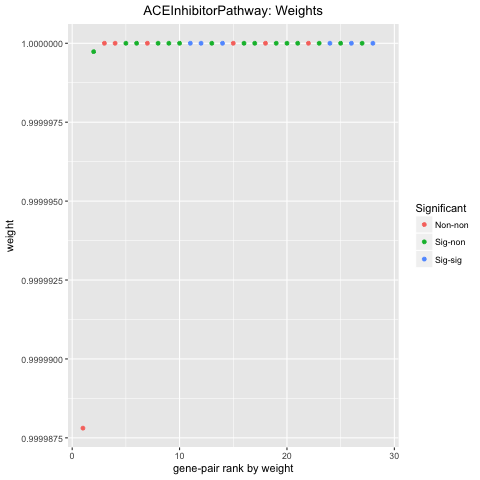 ACEInhibitorPathway: Weights
1.0000000
0.9999975
0.9999950
0.9999925
0.9999900
0.9999875
weight
0
10
20
30
gene-pair rank by weight
Significant
Non-non
Sig-non
Sig-sig